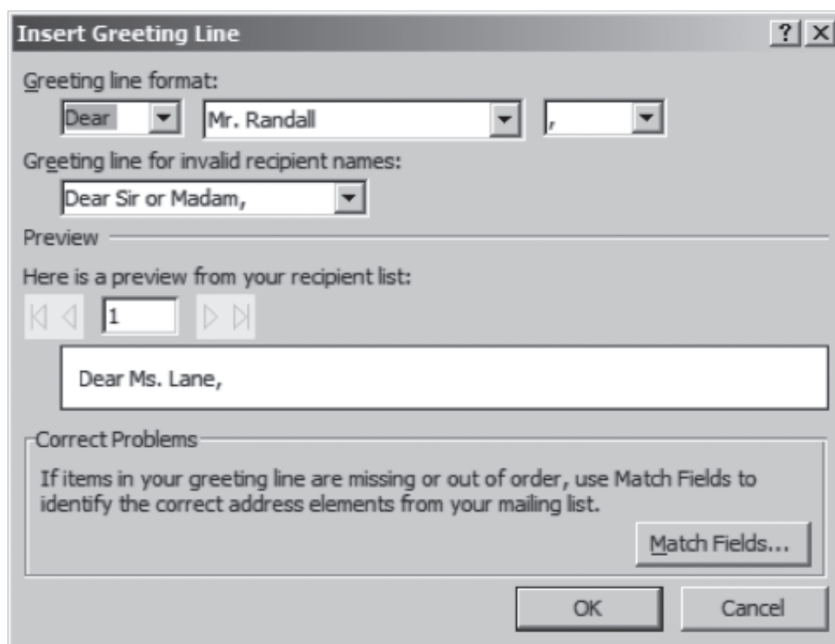 Insert Greeting Line
Greeting line format:
Dear Mr. Randall ,
Greeting line for invalid recipient names:
Dear Sir or Madam,
Preview
Here is a preview from your recipient list:
1
Dear Ms. Lane,
Correct Problems
If items in your greeting line are missing or out of order, use Match Fields to
identify the correct address elements from your mailing list.
Match Fields...
OK Cancel